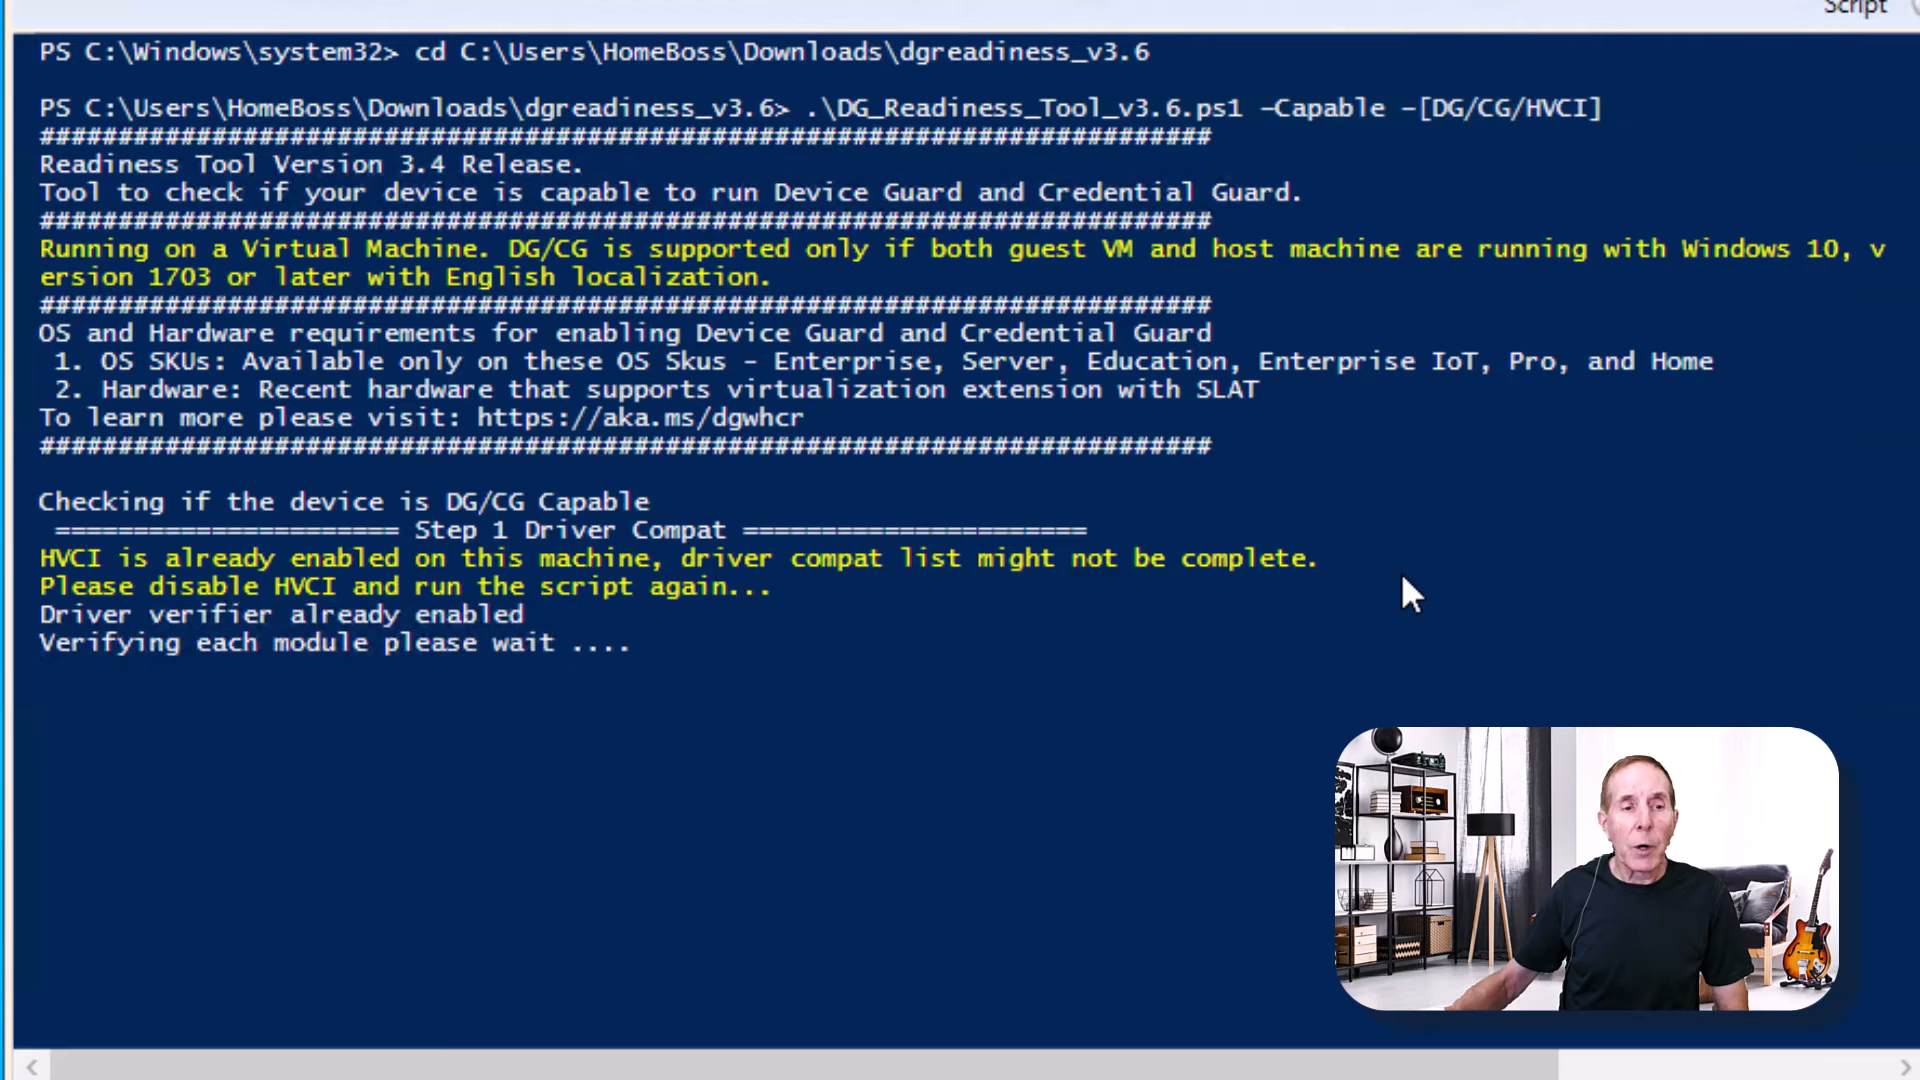 Script
PS C:\Windows\system32> cd C:\Users\HomeBoss\Downloads\dgreadiness_v3.6
PS C:\Users\HomeBoss\Downloads\dgreadiness_v3.6> .\DG_Readiness_Tool_v3.6.ps1 -Capable -[DG/CG/HVCI]
###########################################################################
Readiness Tool Version 3.4 Release.
Tool to check if your device is capable to run Device Guard and Credential Guard.
###########################################################################
Running on a Virtual Machine. DG/CG is supported only if both guest VM and host machine are running with Windows 10, v
ersion 1703 or later with English localization.
###########################################################################
OS and Hardware requirements for enabling Device Guard and Credential Guard
1. OS SKUs: Available only on these OS Skus - Enterprise, Server, Education, Enterprise IoT, Pro, and Home
2. Hardware: Recent hardware that supports virtualization extension with SLAT
To learn more please visit: https://aka.ms/dgwhcr
###########################################################################
Checking if the device is DG/CG Capable
====================== Step 1 Driver Compat ======================
HVCI is already enabled on this machine, driver compat list might not be complete.
Please disable HVCI and run the script again...
Driver verifier already enabled
Verifying each module please wait ....